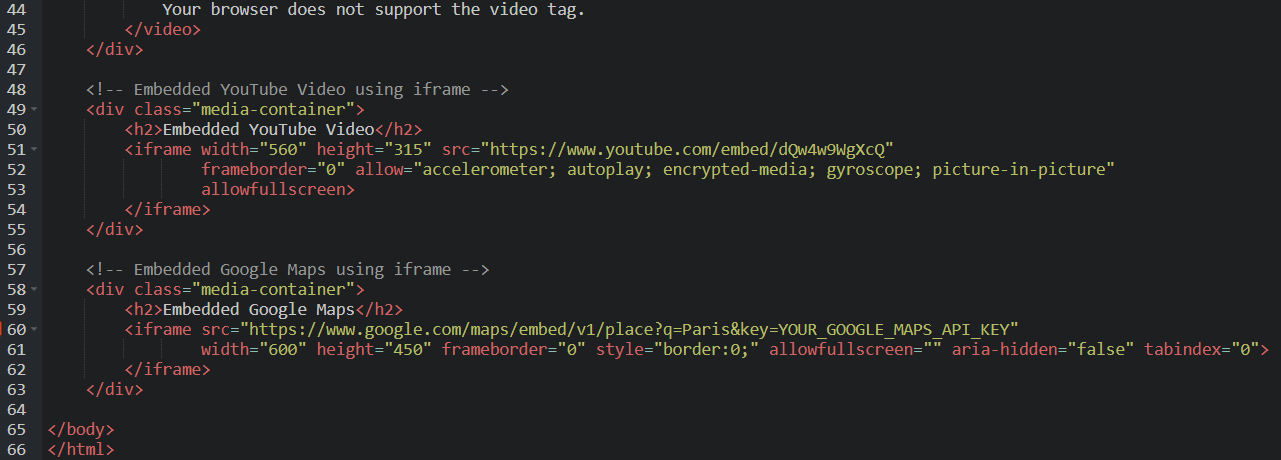 44 Your browser does not support the video tag.
45 </video>
46 </div>
47
48 <!-- Embedded YouTube Video using iframe -->
49 <div class="media-container">
50 <h2>Embedded YouTube Video</h2>
51 <iframe width="560" height="315" src="https://www.youtube.com/embed/dQw4w9WgXcQ"
52 frameborder="0" allow="accelerometer; autoplay; encrypted-media; gyroscope; picture-in-picture"
53 allowfullscreen>
54 </iframe>
55 </div>
56
57 <!-- Embedded Google Maps using iframe -->
58 <div class="media-container">
59 <h2>Embedded Google Maps</h2>
60 <iframe src="https://www.google.com/maps/embed/v1/place?q=Paris&key=YOUR_GOOGLE_MAPS_API_KEY"
61 width="600" height="450" frameborder="0" style="border:0;" allowfullscreen="" aria-hidden="false" tabindex="0">
62 </iframe>
63 </div>
64
65 </body>
66 </html>